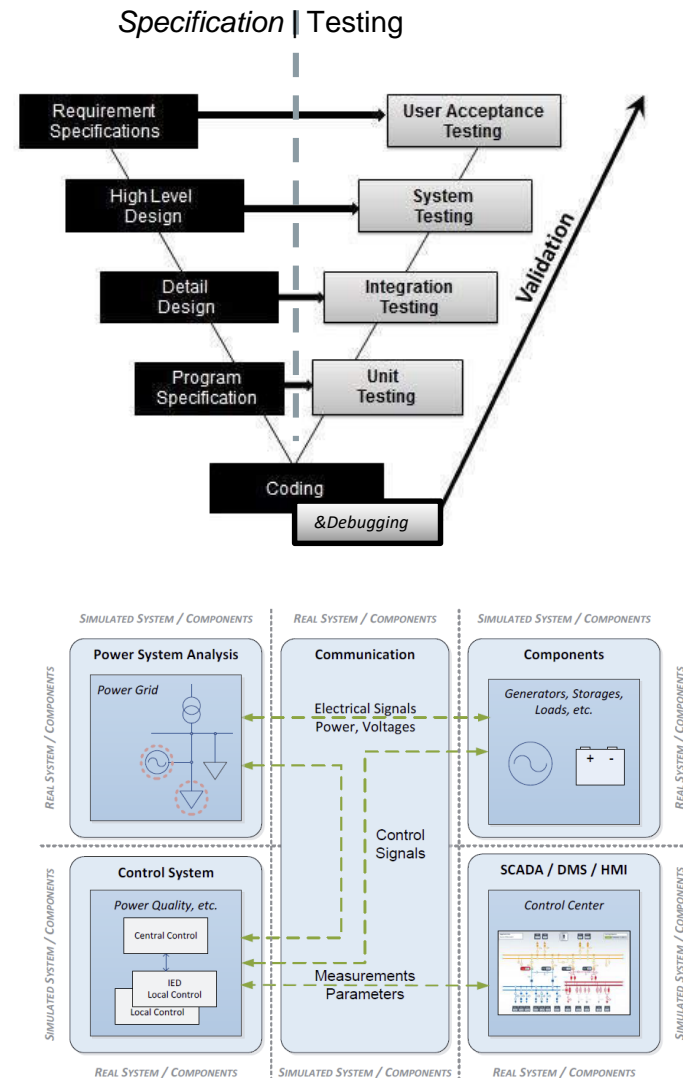 Specification | Testing
Requirement
Specifications
User Acceptance
Testing
High Level
Design
System
Testing
Detail
Design
Integration
Testing
Program
Specification
Unit
Testing
Validation
Coding
&Debugging
SIMULATED SYSTEM / COMPONENTS
REAL SYSTEM / COMPONENTS
SIMULATED SYSTEM / COMPONENTS
REAL SYSTEM / COMPONENTS
Power System Analysis
Power Grid
Communication
Electrical Signals
Power, Voltages
Control
Signals
Measurements
Parameters
Components
Generators, Storages,
Loads, etc.
+ -
REAL SYSTEM / COMPONENTS
SIMULATED SYSTEM / COMPONENTS
Control System
Power Quality, etc.
Central Control
IED
Local Control
Local Control
SCADA / DMS / HMI
Control Center
SIMULATED SYSTEM / COMPONENTS
REAL SYSTEM / COMPONENTS
SIMULATED SYSTEM / COMPONENTS
REAL SYSTEM / COMPONENTS